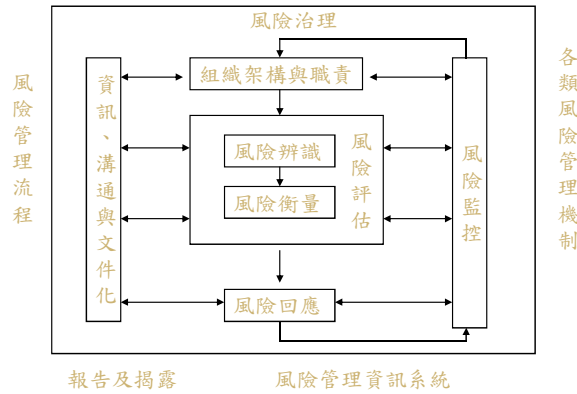 風險治理
風險管理流程
資訊、溝通與文件化
組織架構與職責
風險辨識
風險衡量
風險評估
風險回應
風險監控
各類風險管理機制
報告及揭露
風險管理資訊系統